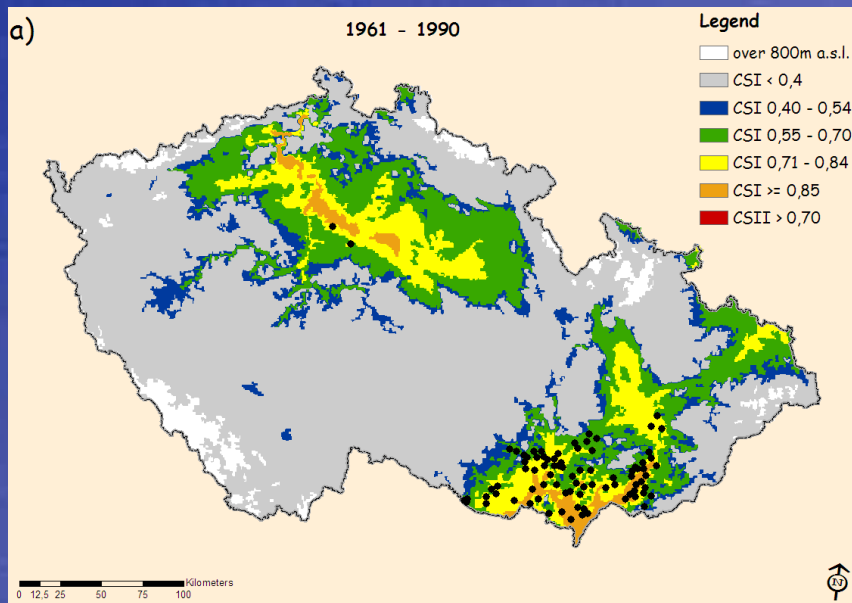 a)
1961 - 1990
Legend
over 800m a.s.l.
CSI < 0,4
CSI 0,40 - 0,54
CSI 0,55 - 0,70
CSI 0,71 - 0,84
CSI >= 0,85
CSII > 0,70
Kilometers
0 12,5 25 50 75 100
N